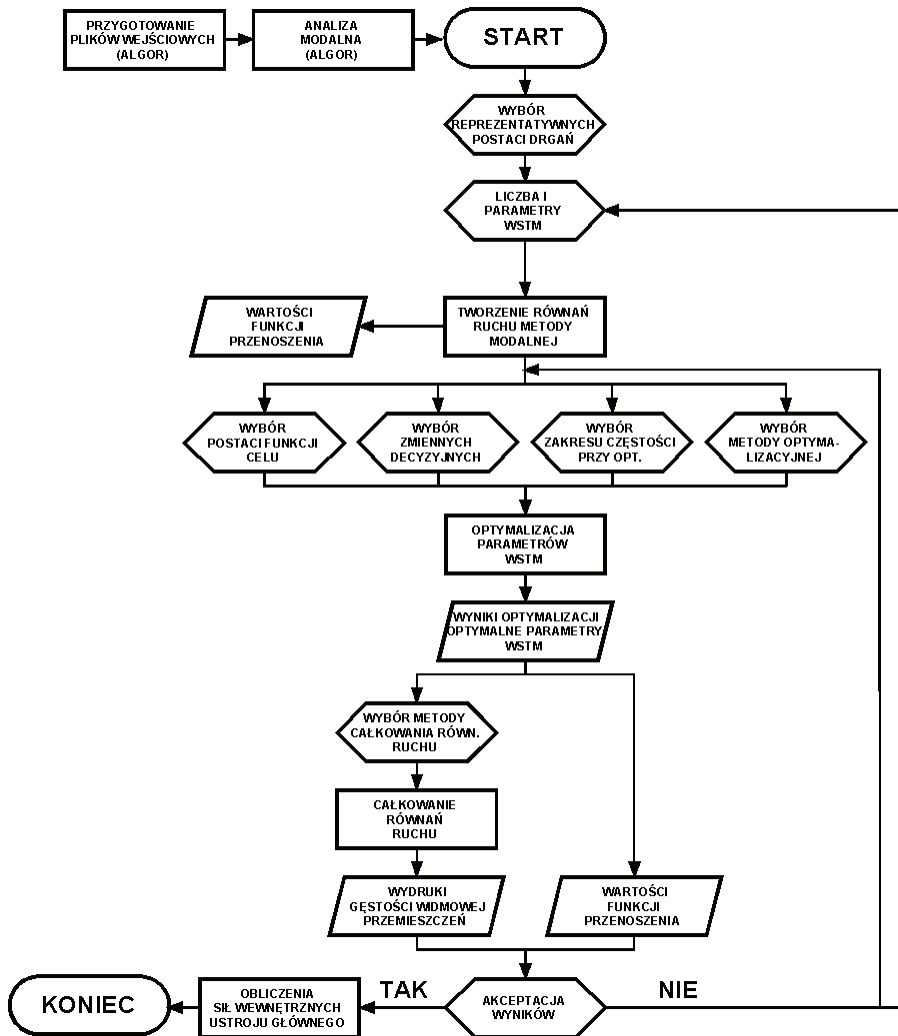 PRZYGOTOWANIE
PLIKÓW WEJŚCIOWYCH
(ALGOR)
ANALIZA
MODALNA
(ALGOR)
START
WYBÓR
REPREZENTATYWNYCH
POSTACI DRGAŃ
LICZBA I
PARAMETRY
WSTM
WARTOŚCI
FUNKCJI
PRZENOSZENIA
TWORZENIE RÓWNAŃ
RUCHU METODY
MODALNEJ
WYBÓR
POSTACI FUNKCJI
CELU
WYBÓR
ZMIENNYCH
DECYZYJNYCH
WYBÓR
ZAKRESU CZĘSTOŚCI
PRZY OPT.
WYBÓR
METODY OPTYMA-
LIZACYJNEJ
OPTYMALIZACJA
PARAMETRÓW
WSTM
WYNIKI OPTYMALIZACJI
OPTYMALNE PARAMETRY
WSTM
WYBÓR METODY
CAŁKOWANIA RÓWN.
RUCHU
CAŁKOWANIE
RÓWNAŃ
RUCHU
WYDRUKI
GĘSTOŚCI WIDMOWEJ
PRZEMIESZCZEŃ
WARTOŚCI
FUNKCJI
PRZENOSZENIA
KONIEC
OBLICZENIA
SIŁ WEWNĘTRZNYCH
USTROJU GŁÓWNEGO
TAK
AKCEPTACJA
WYNIKÓW
NIE